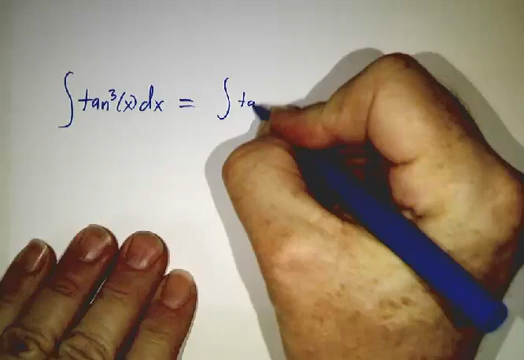 ∫tan³(x)dx = ∫ta